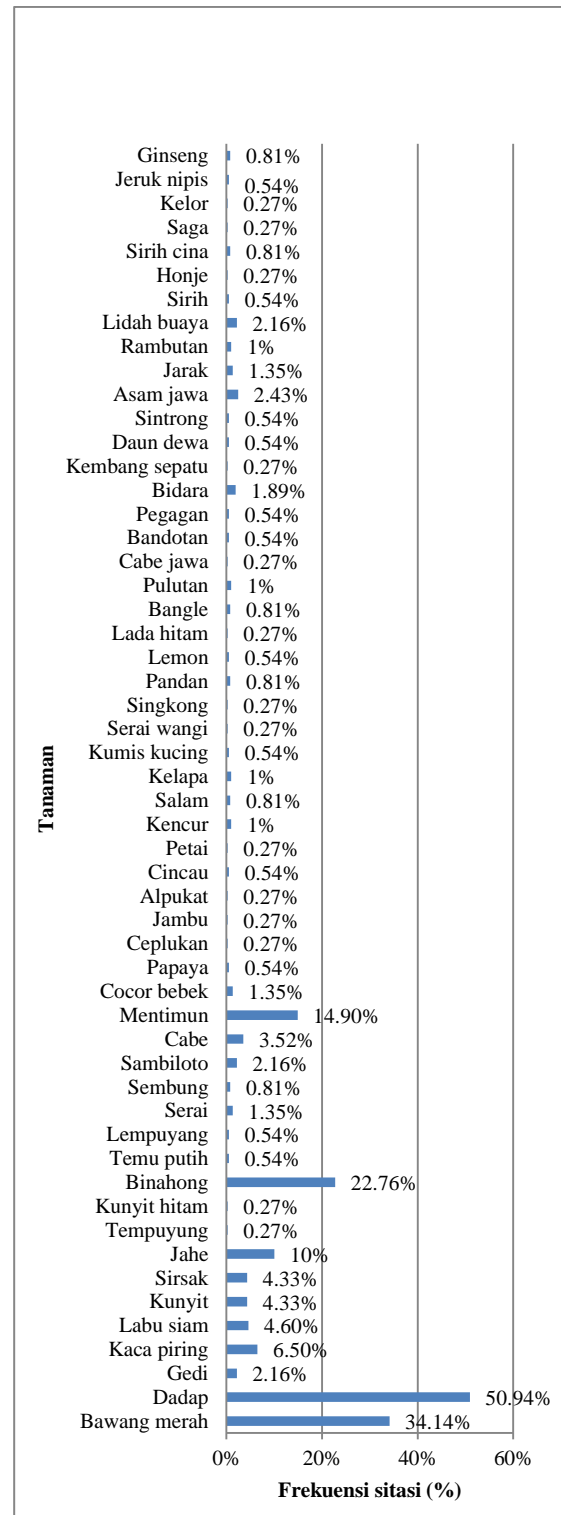 Ginseng 0.81%
Jeruk nipis 0.54%
Kelor 0.27%
Saga 0.27%
Sirih cina 0.81%
Honje 0.27%
Sirih 0.54%
Lidah buaya 2.16%
Rambutan 1%
Jarak 1.35%
Asam jawa 2.43%
Sintrong 0.54%
Daun dewa 0.54%
Kembang sepatu 0.27%
Bidara 1.89%
Pegagan 0.54%
Bandotan 0.54%
Cabe jawa 0.27%
Pulutan 1%
Bangle 0.81%
Lada hitam 0.27%
Lemon 0.54%
Pandan 0.81%
Singkong 0.27%
Serai wangi 0.27%
Kumis kucing 0.54%
Kelapa 1%
Salam 0.81%
Kencur 1%
Petai 0.27%
Cincau 0.54%
Alpukat 0.27%
Jambu 0.27%
Ceplukan 0.27%
Papaya 0.54%
Cocor bebek 1.35%
Mentimun 14.90%
Cabe 3.52%
Sambiloto 2.16%
Sembung 0.81%
Serai 1.35%
Lempuyang 0.54%
Temu putih 0.54%
Binahong 22.76%
Kunyit hitam 0.27%
Tempuyung 0.27%
Jahe 10%
Sirsak 4.33%
Kunyit 4.33%
Labu siam 4.60%
Kaca piring 6.50%
Gedi 2.16%
Dadap 50.94%
Bawang merah 34.14%
0% 20% 40% 60%
Frekuensi sitasi (%)
Tanaman